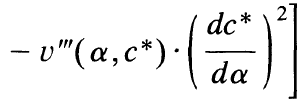 − v‴(α, c*) · (dc*/dα)²]